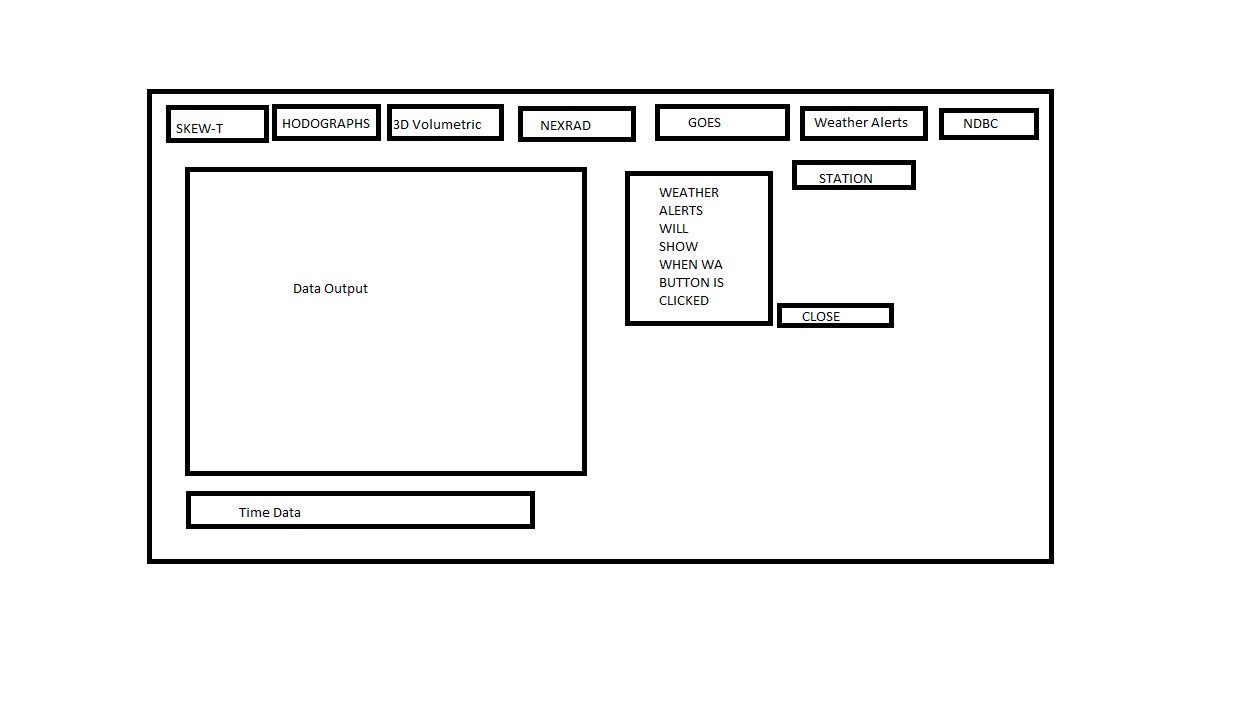 SKEW-T
HODOGRAPHS
3D Volumetric
NEXRAD
GOES
Weather Alerts
NDBC
STATION
WEATHER
ALERTS
WILL
SHOW
WHEN WA
BUTTON IS
CLICKED
Data Output
CLOSE
Time Data